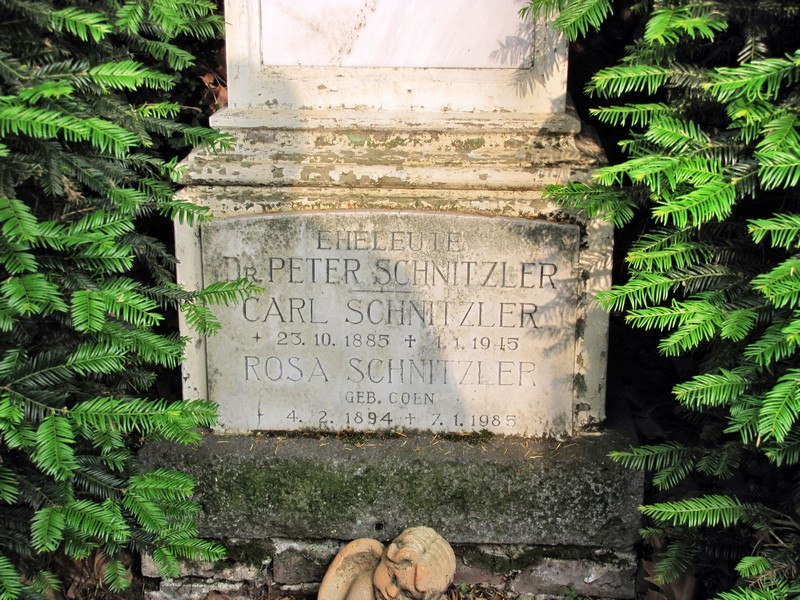 EHELEUTE
DR. PETER SCHNITZLER
CARL SCHNITZLER
* 23.10.1885 + 4.1.1945
ROSA SCHNITZLER
GEB. COEN
* 4.2.1894 + 7.1.1985